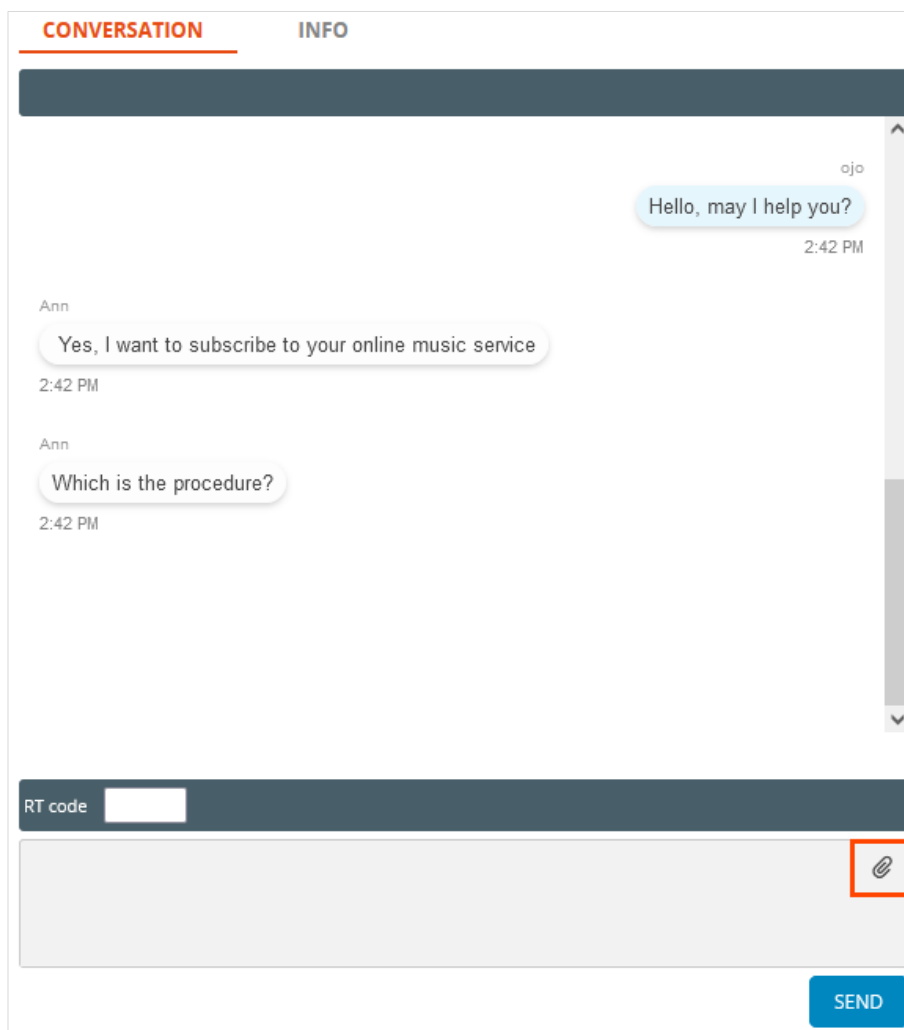 CONVERSATION INFO
ojo
Hello, may I help you?
2:42 PM
Ann
Yes, I want to subscribe to your online music service
2:42 PM
Ann
Which is the procedure?
2:42 PM
RT code
SEND